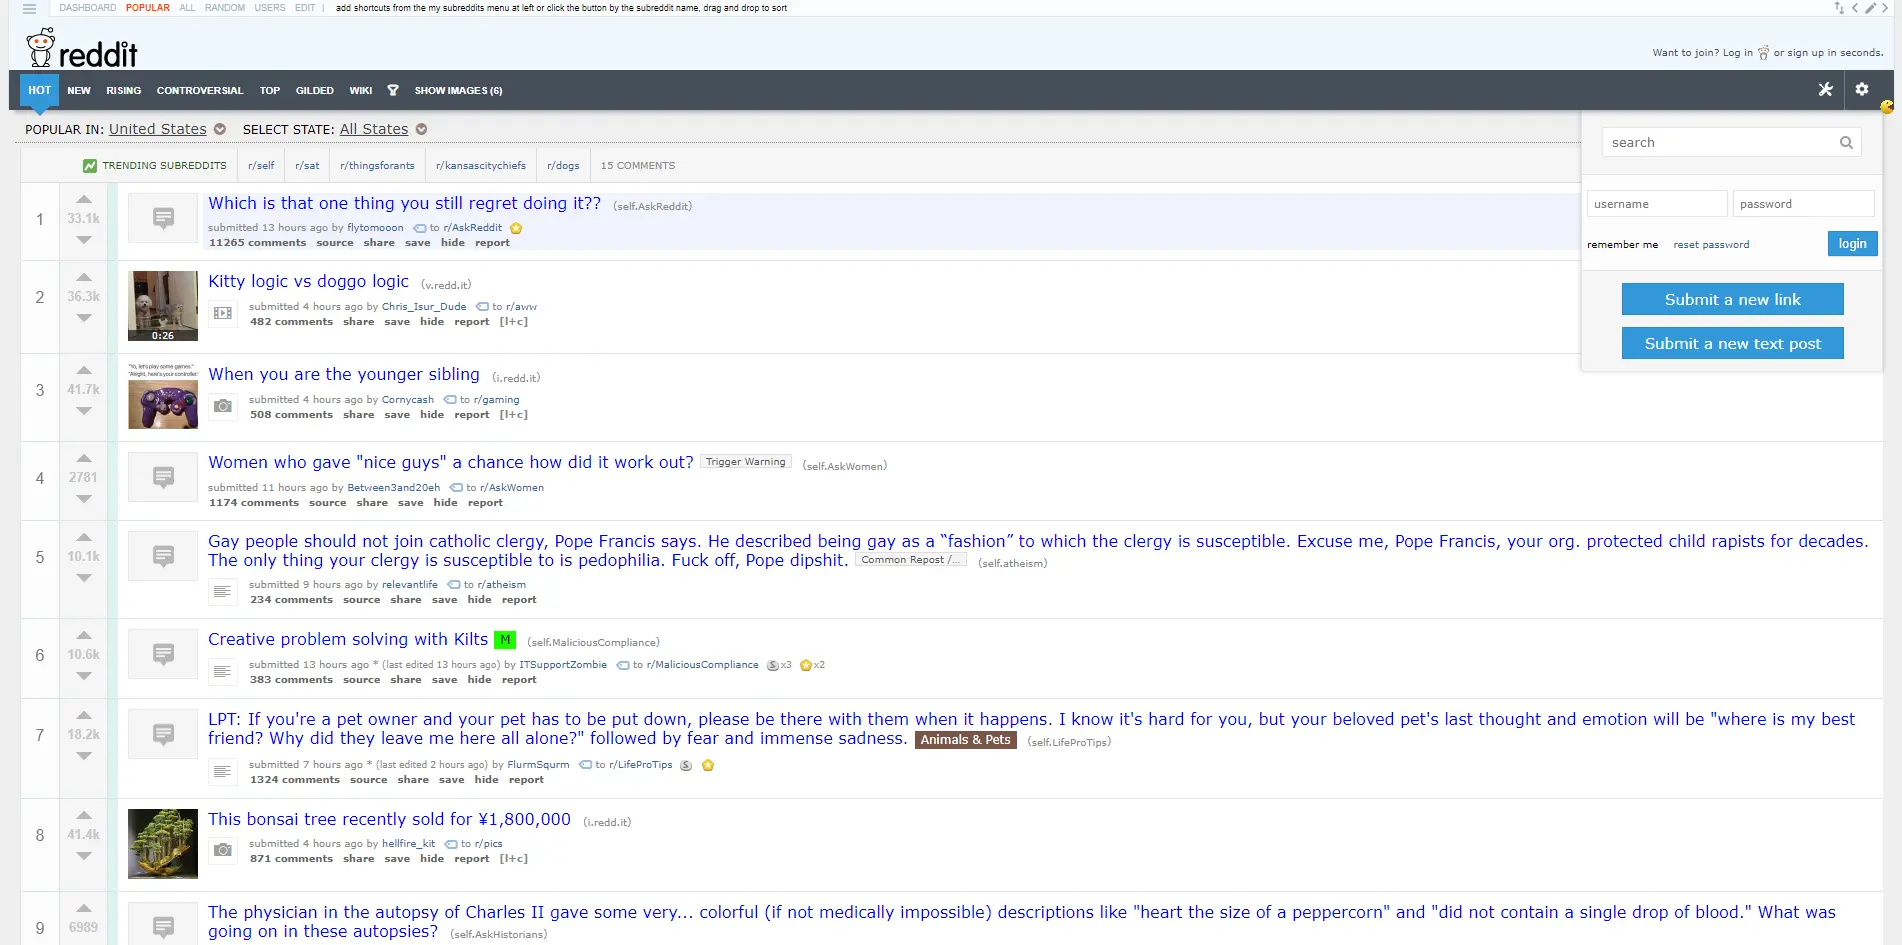 DASHBOARD POPULAR ALL RANDOM USERS EDIT | add shortcuts from the my subreddits menu at left or click the button by the subreddit name, drag and drop to sort
reddit
Want to join? Log in or sign up in seconds.
HOT NEW RISING CONTROVERSIAL TOP GILDED WIKI SHOW IMAGES (6)
POPULAR IN: United States SELECT STATE: All States
search
TRENDING SUBREDDITS r/self r/sat r/thingsforants r/kansascitychiefs r/dogs 15 COMMENTS
username password
remember me reset password login
Submit a new link
Submit a new text post
1 33.1k
Which is that one thing you still regret doing it?? (self.AskReddit)
submitted 13 hours ago by flytomooon to r/AskReddit
11265 comments source share save hide report
2 36.3k
0:26
Kitty logic vs doggo logic (v.redd.it)
submitted 4 hours ago by Chris_Isur_Dude to r/aww
482 comments share save hide report [l+c]
3 41.7k
"Yo, let's play some games."
"Alright, here's your controller."
When you are the younger sibling (i.redd.it)
submitted 4 hours ago by Cornycash to r/gaming
508 comments share save hide report [l+c]
4 2781
Women who gave "nice guys" a chance how did it work out? Trigger Warning (self.AskWomen)
submitted 11 hours ago by Between3and20eh to r/AskWomen
1174 comments source share save hide report
5 10.1k
Gay people should not join catholic clergy, Pope Francis says. He described being gay as a “fashion” to which the clergy is susceptible. Excuse me, Pope Francis, your org. protected child rapists for decades.
The only thing your clergy is susceptible to is pedophilia. Fuck off, Pope dipshit. Common Repost /... (self.atheism)
submitted 9 hours ago by relevantlife to r/atheism
234 comments source share save hide report
6 10.6k
Creative problem solving with Kilts M (self.MaliciousCompliance)
submitted 13 hours ago * (last edited 13 hours ago) by ITSupportZombie to r/MaliciousCompliance S x3 x2
383 comments source share save hide report
7 18.2k
LPT: If you're a pet owner and your pet has to be put down, please be there with them when it happens. I know it's hard for you, but your beloved pet's last thought and emotion will be "where is my best
friend? Why did they leave me here all alone?" followed by fear and immense sadness. Animals & Pets (self.LifeProTips)
submitted 7 hours ago * (last edited 2 hours ago) by FlurmSqurm to r/LifeProTips S
1324 comments source share save hide report
8 41.4k
This bonsai tree recently sold for ¥1,800,000 (i.redd.it)
submitted 4 hours ago by hellfire_kit to r/pics
871 comments share save hide report [l+c]
9 6989
The physician in the autopsy of Charles II gave some very... colorful (if not medically impossible) descriptions like "heart the size of a peppercorn" and "did not contain a single drop of blood." What was
going on in these autopsies? (self.AskHistorians)